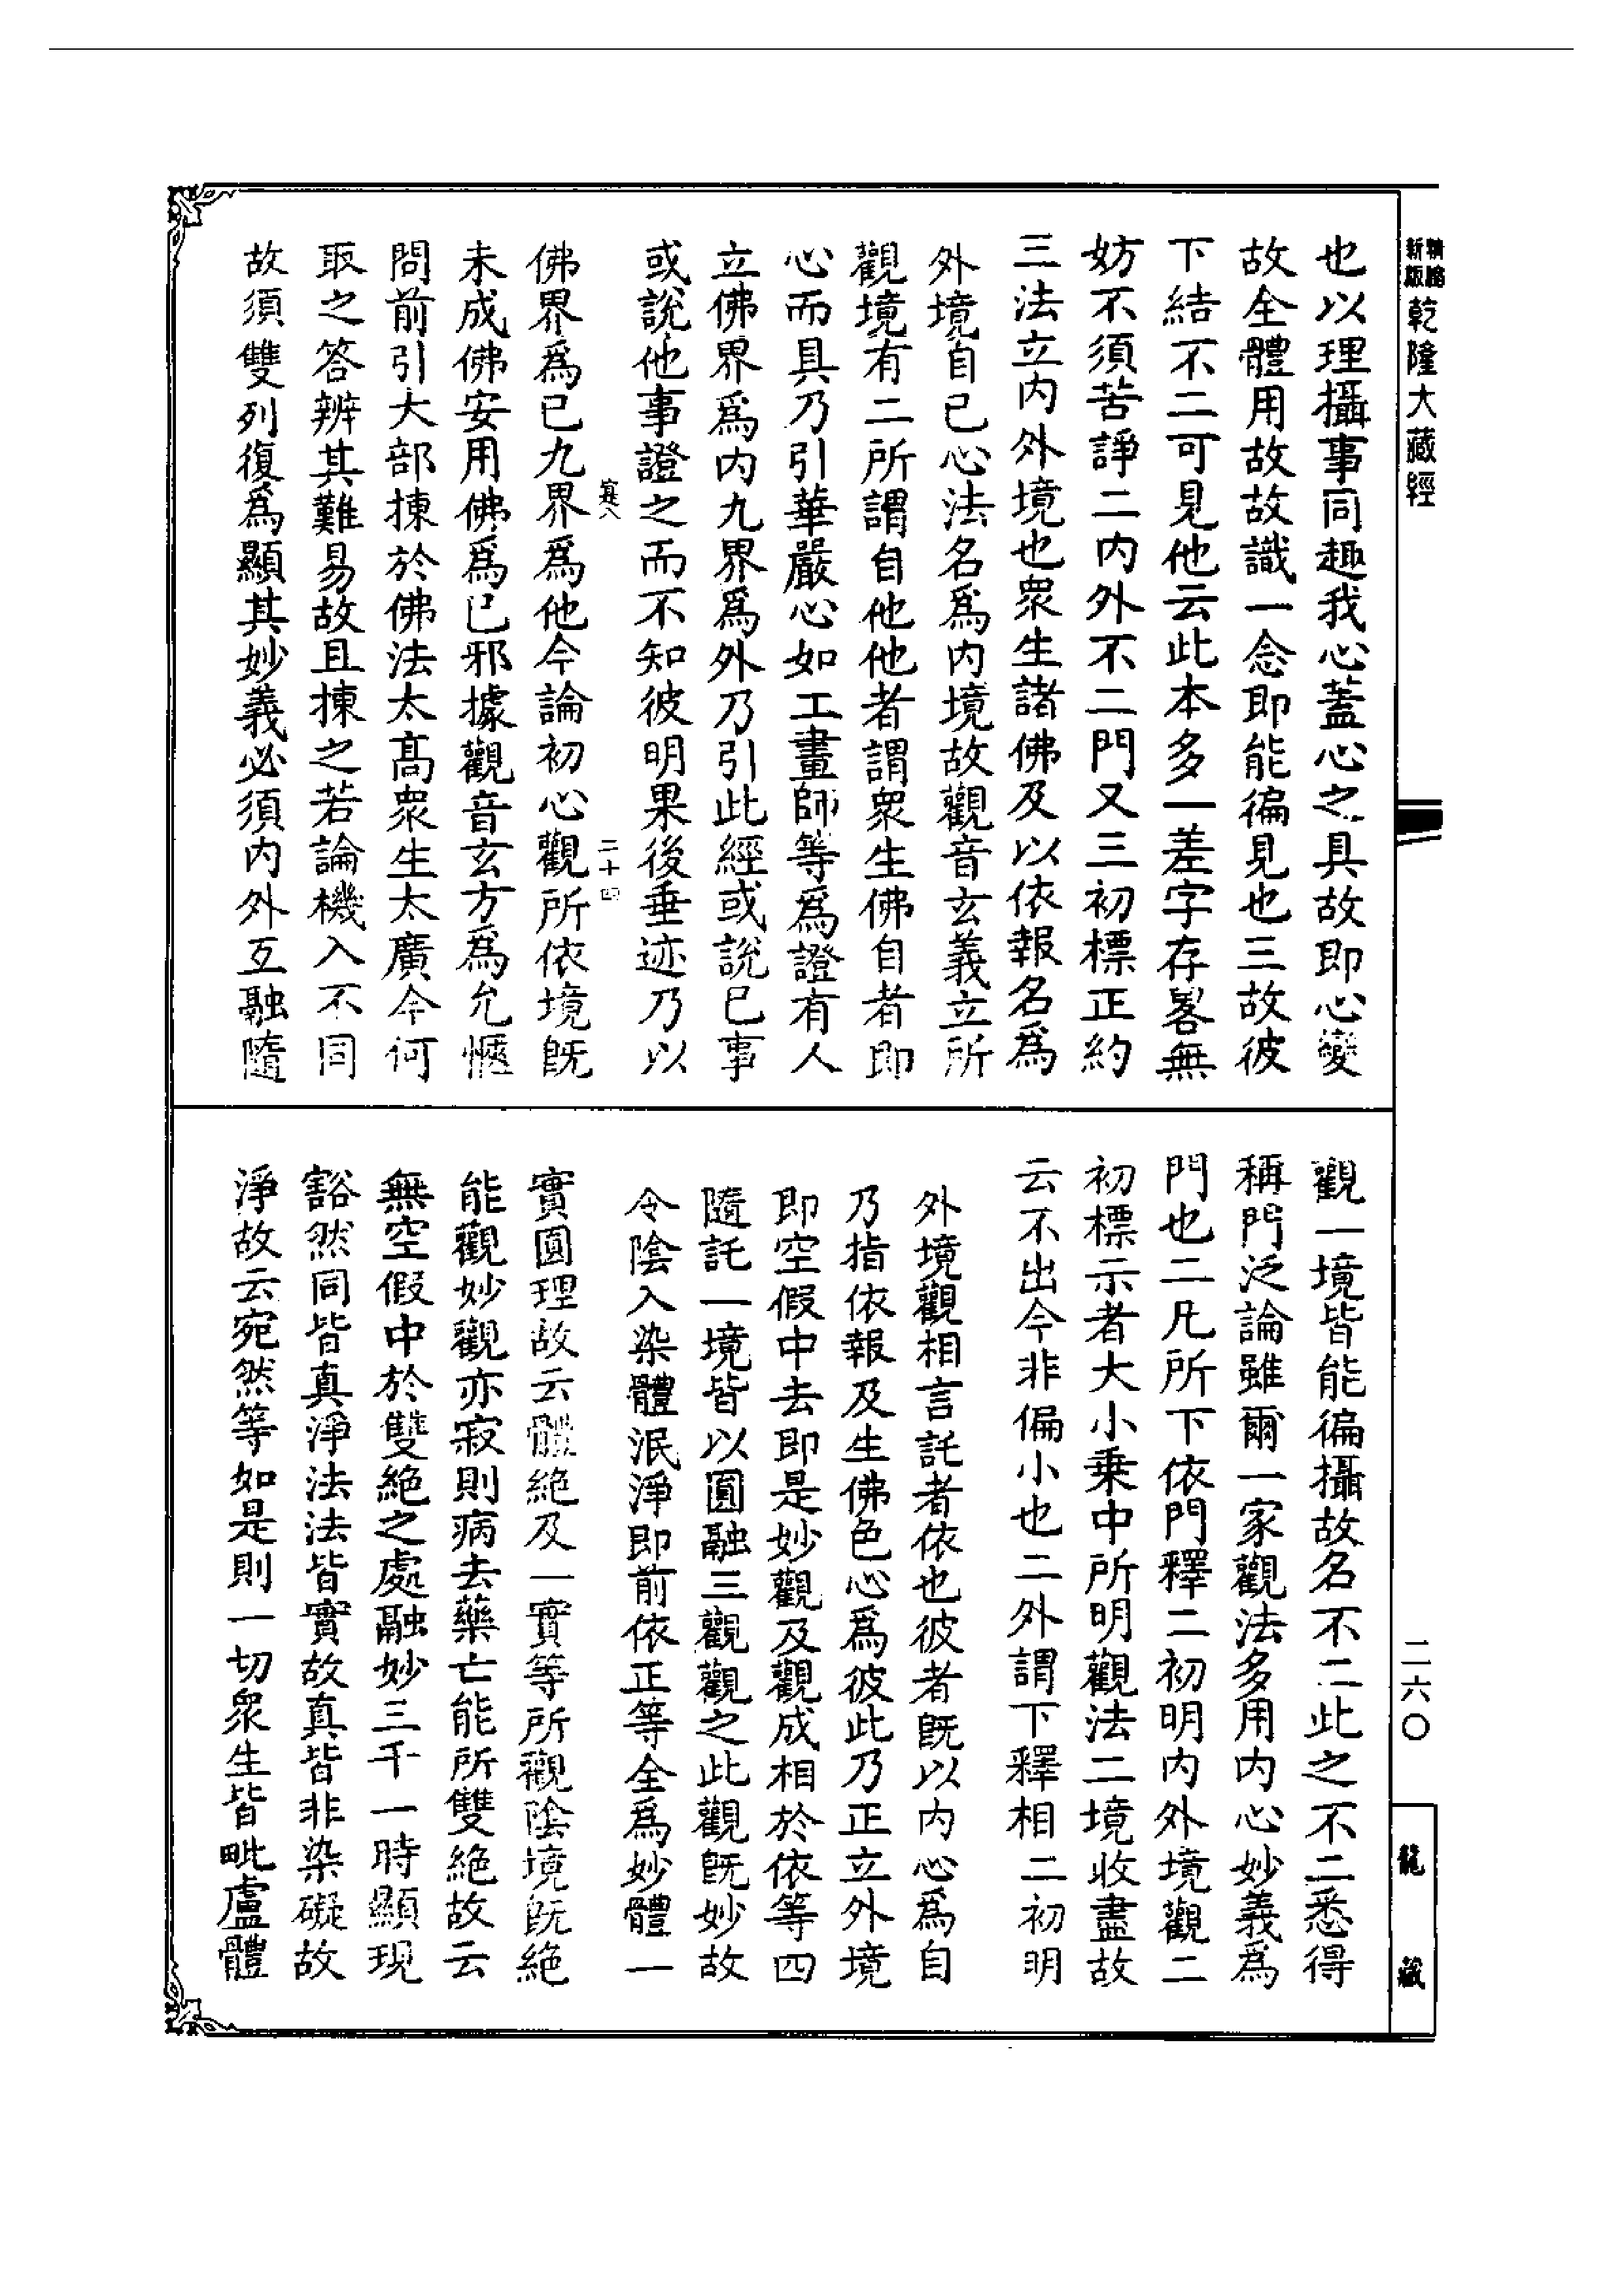 新版
精縮
乾隆大藏經
二六〇
龍藏
也以理攝事同趣我心蓋心之具故即心變
故全體用故故識一念即能徧見也三故彼
下結不二可見他云此本多一差字存畧無
妨不須苦諍二內外不二門又三初標正約
三法立內外境也眾生諸佛及以依報名為
外境自己心法名為內境故觀音玄義立所
觀境有二所謂自他他者謂眾生佛自者即
心而具乃引華嚴心如工畫師等為證有人
立佛界為內九界為外乃引此經或說己事
或說他事證之而不知彼明果後垂迹乃以
二十四
佛界為己九界為他今論初心觀所依境既
未成佛安用佛為己邪據觀音玄方為允愜
問前引大部揀於佛法太高眾生太廣今何
取之答辨其難易故且揀之若論機入不同
故須雙列復為顯其妙義必須內外互融隨
觀一境皆能徧攝故名不二此之不二悉得
稱門泛論雖爾一家觀法多用內心妙義為
門也二凡所下依門釋二初明內外境觀二
初標示者大小乘中所明觀法二境收盡故
云不出今非偏小也二外謂下釋相二初明
外境觀相言託者依也彼者既以內心為自
乃指依報及生佛色心為彼此乃正立外境
即空假中去即是妙觀及觀成相於依等四
隨託一境皆以圓融三觀觀之此觀既妙故
令陰入染體泯淨即前依正等全為妙體一
實圓理故云體絕及一實等所觀陰境既絕
能觀妙觀亦寂則病去藥亡能所雙絕故云
無空假中於雙絕之處融妙三千一時顯現
豁然同皆真淨法法皆實故真皆非染礙故
淨故云宛然等如是則一切眾生皆毗盧體